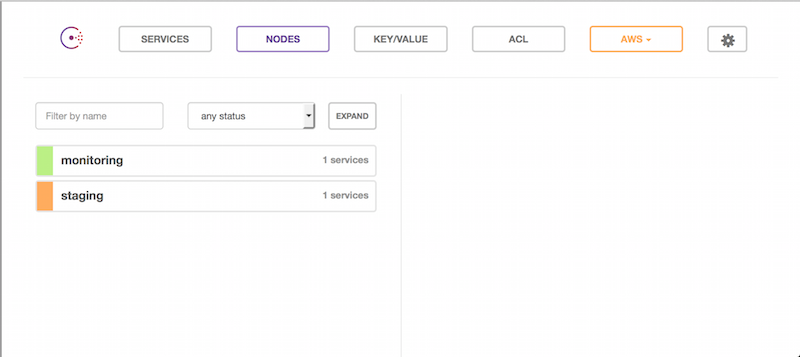 SERVICES NODES KEY/VALUE ACL AWS
Filter by name any status EXPAND
monitoring 1 services
staging 1 services